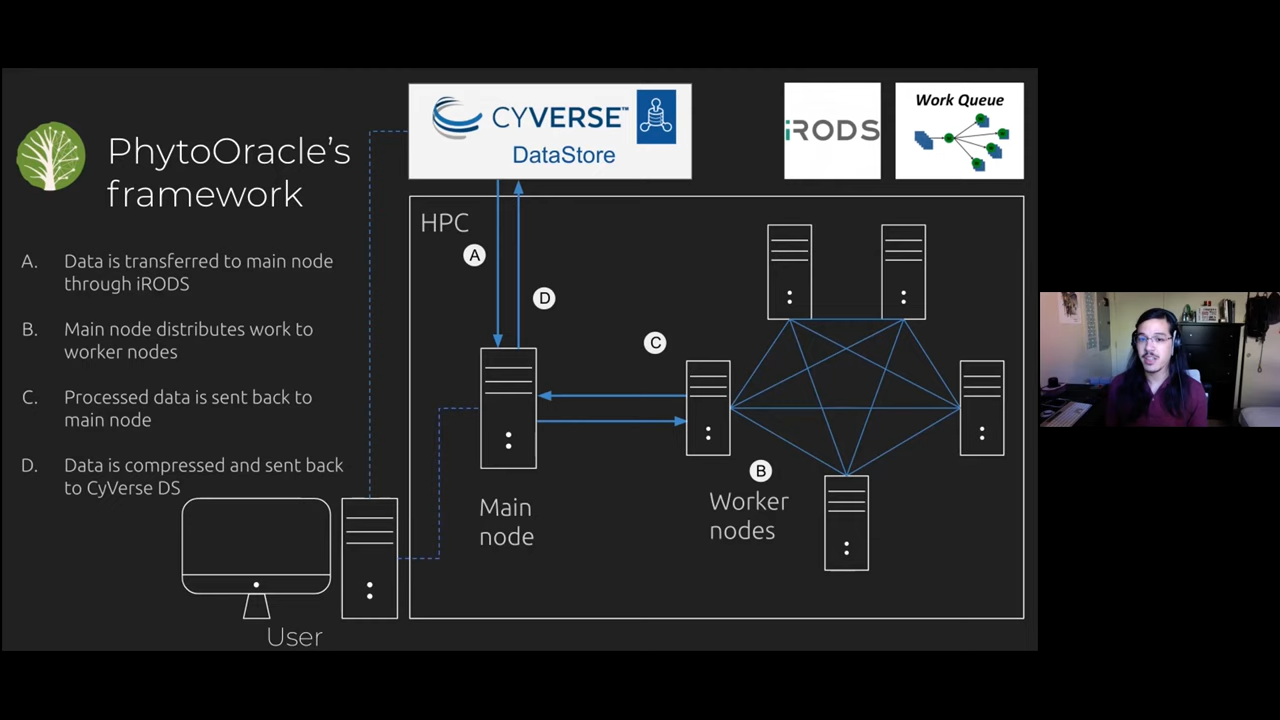 PhytoOracle's
framework
A. Data is transferred to main node
through iRODS
B. Main node distributes work to
worker nodes
C. Processed data is sent back to
main node
D. Data is compressed and sent back
to CyVerse DS
CYVERSE™
DataStore
iRODS
Work Queue
HPC
A
D
C
B
Main
node
Worker
nodes
User